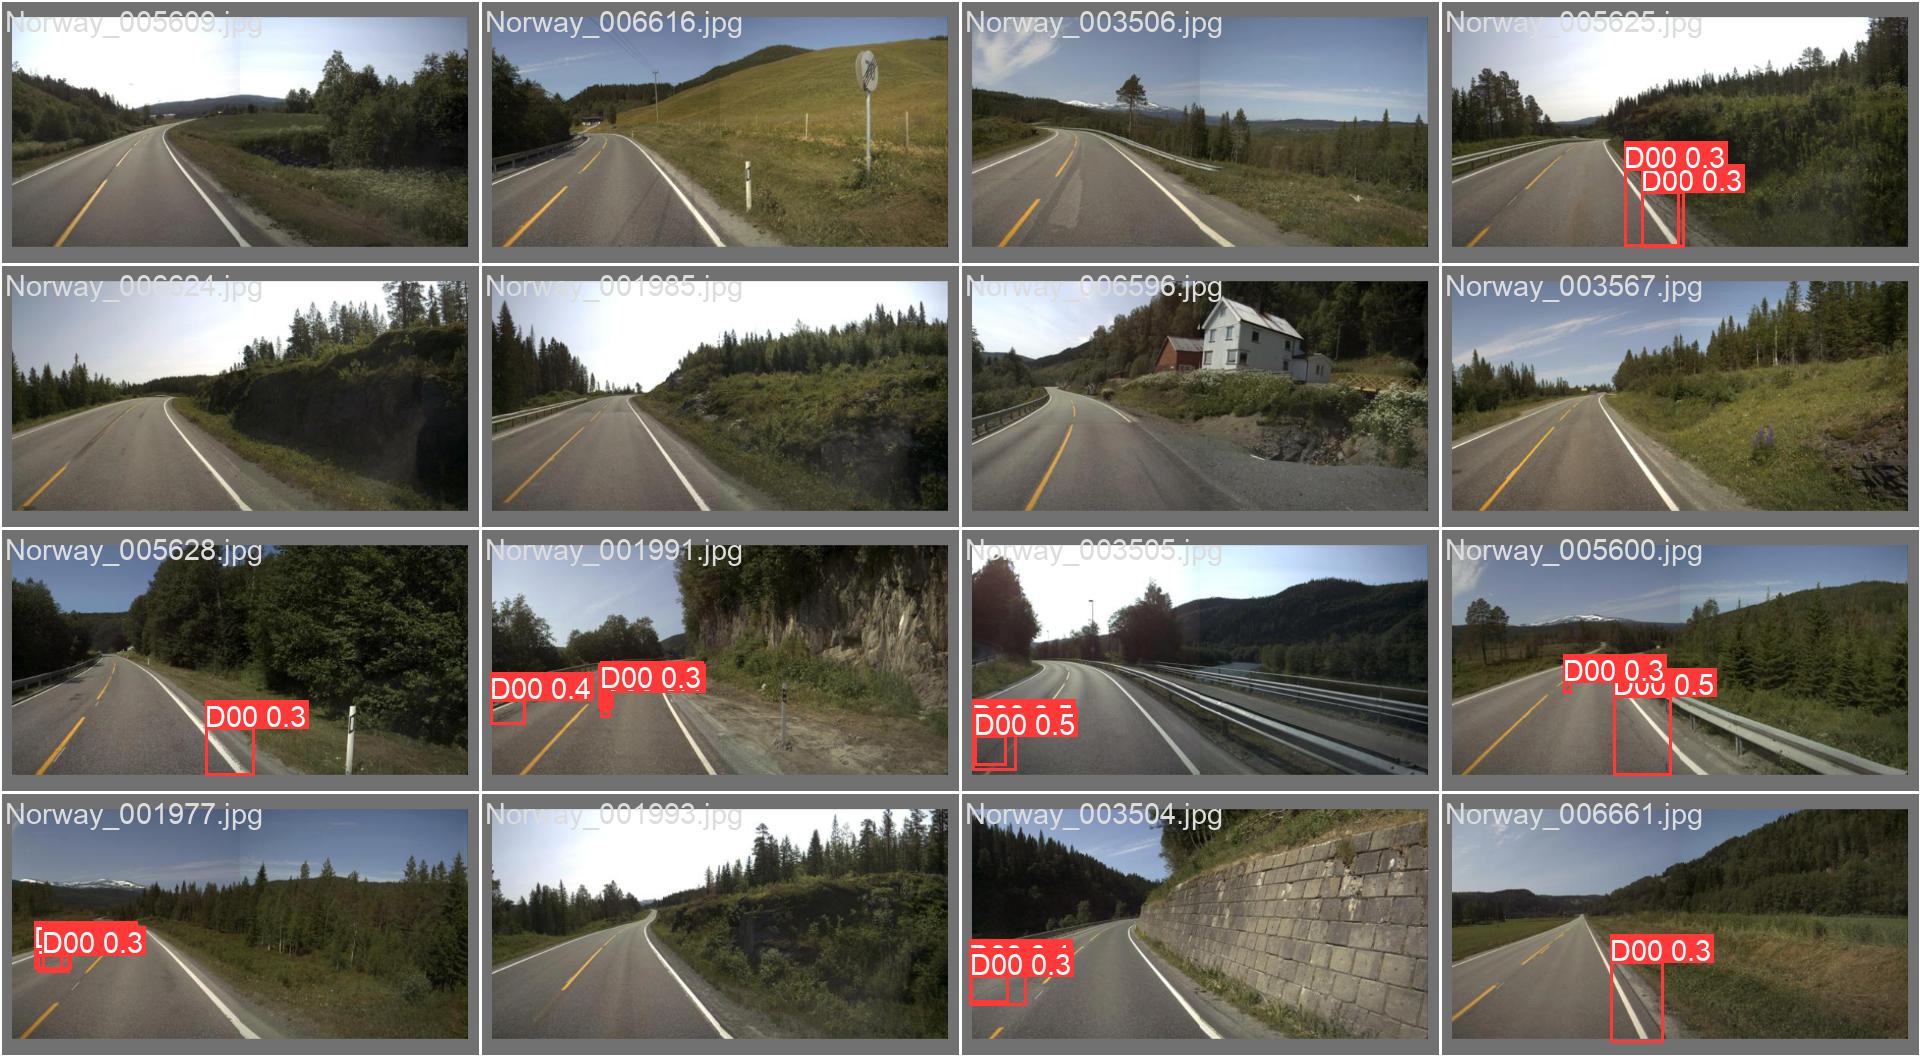 Norway_005609.jpg
Norway_006616.jpg
Norway_003506.jpg
Norway_005625.jpg
D00 0.3
D00 0.3
Norway_006624.jpg
Norway_001985.jpg
Norway_006596.jpg
Norway_003567.jpg
Norway_005628.jpg
D00 0.3
Norway_001991.jpg
D00 0.4
D00 0.3
Norway_003505.jpg
D00 0.5
Norway_005600.jpg
D00 0.3
D00 0.5
Norway_001977.jpg
D00 0.3
Norway_001993.jpg
Norway_003504.jpg
D00 0.3
Norway_006661.jpg
D00 0.3